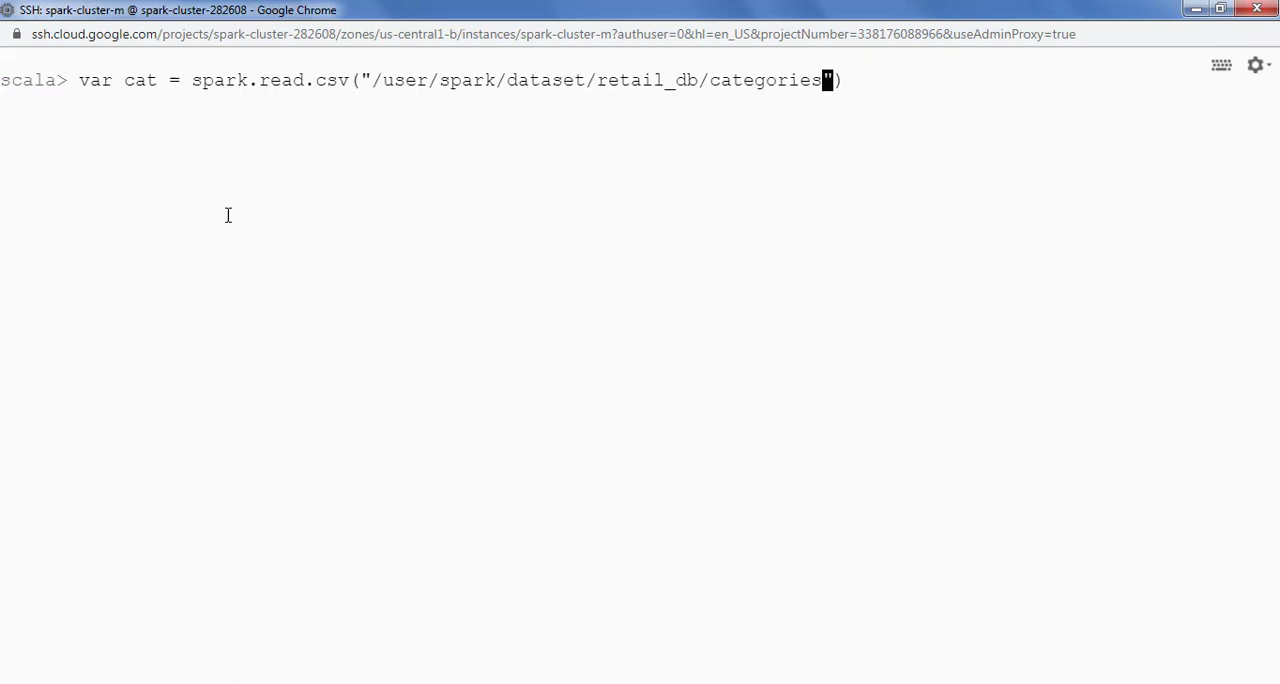 SSH: spark-cluster-m @ spark-cluster-282608 - Google Chrome
ssh.cloud.google.com/projects/spark-cluster-282608/zones/us-central1-b/instances/spark-cluster-m?authuser=0&hl=en_US&projectNumber=338176088966&useAdminProxy=true
scala> var cat = spark.read.csv("/user/spark/dataset/retail_db/categories")